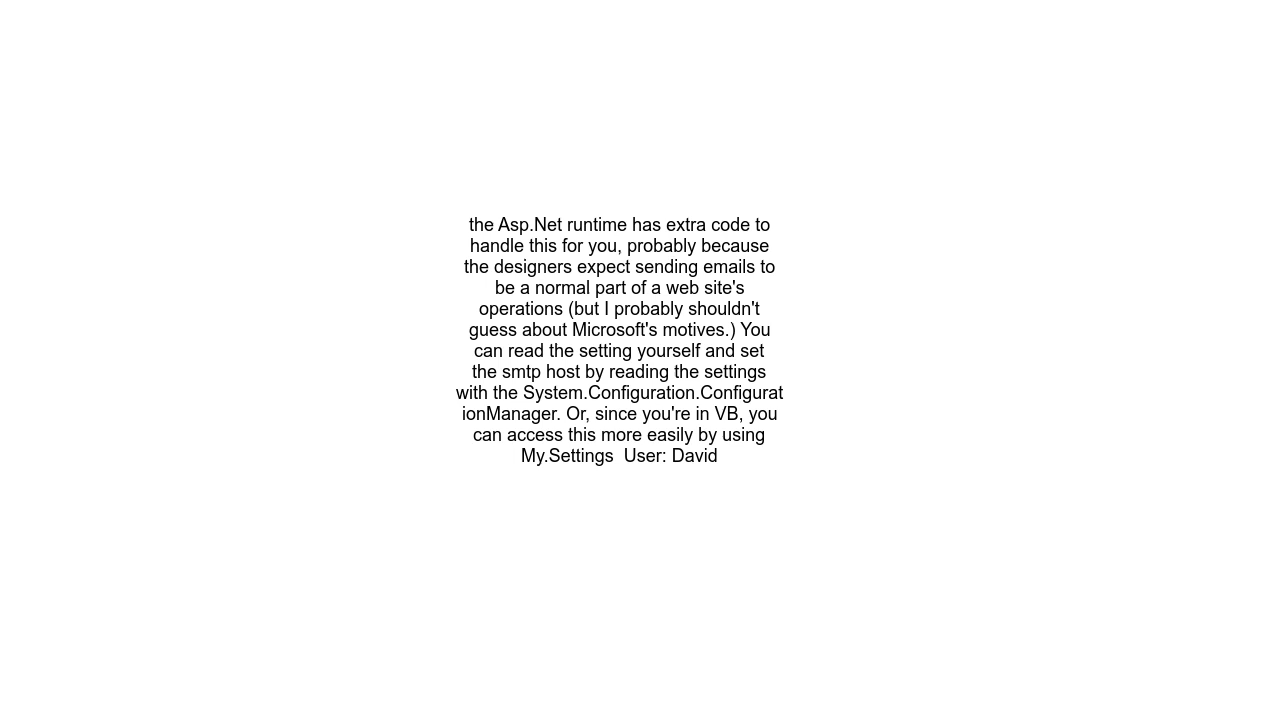 the Asp.Net runtime has extra code to
handle this for you, probably because
the designers expect sending emails to
be a normal part of a web site's
operations (but I probably shouldn't
guess about Microsoft's motives.) You
can read the setting yourself and set
the smtp host by reading the settings
with the System.Configuration.Configurat
ionManager. Or, since you're in VB, you
can access this more easily by using
My.Settings  User: David